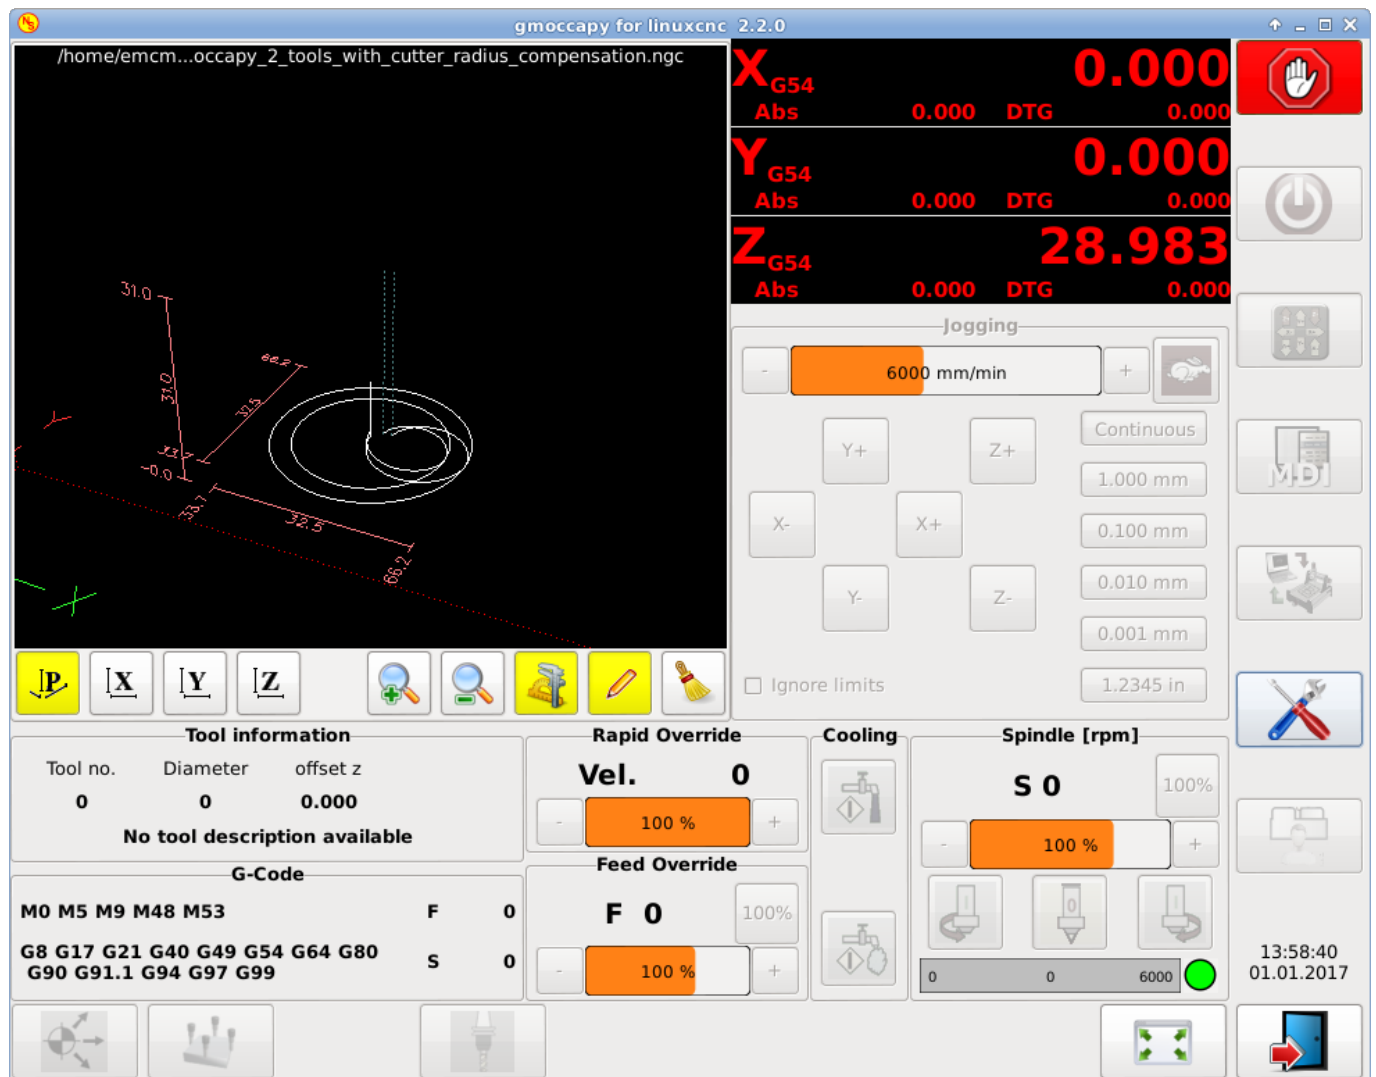 gmoccapy for linuxcnc 2.2.0
/home/emcm...occapy_2_tools_with_cutter_radius_compensation.ngc
X G54 0.000
Abs 0.000 DTG 0.000
Y G54 0.000
Abs 0.000 DTG 0.000
Z G54 28.983
Abs 0.000 DTG 0.000
31.0
66.2
31.0
32.5
33.7
-0.0
33.7
32.5
66.2
Y
X
Jogging
- 6000 mm/min +
Y+ Z+
X- X+
Y- Z-
Continuous
1.000 mm
0.100 mm
0.010 mm
0.001 mm
Ignore limits
1.2345 in
MDI
P X Y Z
Tool information
Tool no. Diameter offset z
0 0 0.000
No tool description available
G-Code
M0 M5 M9 M48 M53 F 0
G8 G17 G21 G40 G49 G54 G64 G80
G90 G91.1 G94 G97 G99
S 0
Rapid Override
Vel. 0
- 100 % +
Feed Override
F 0 100%
- 100 % +
Cooling
Spindle [rpm]
S 0 100%
- 100 % +
I 0 I
0 0 6000
13:58:40
01.01.2017